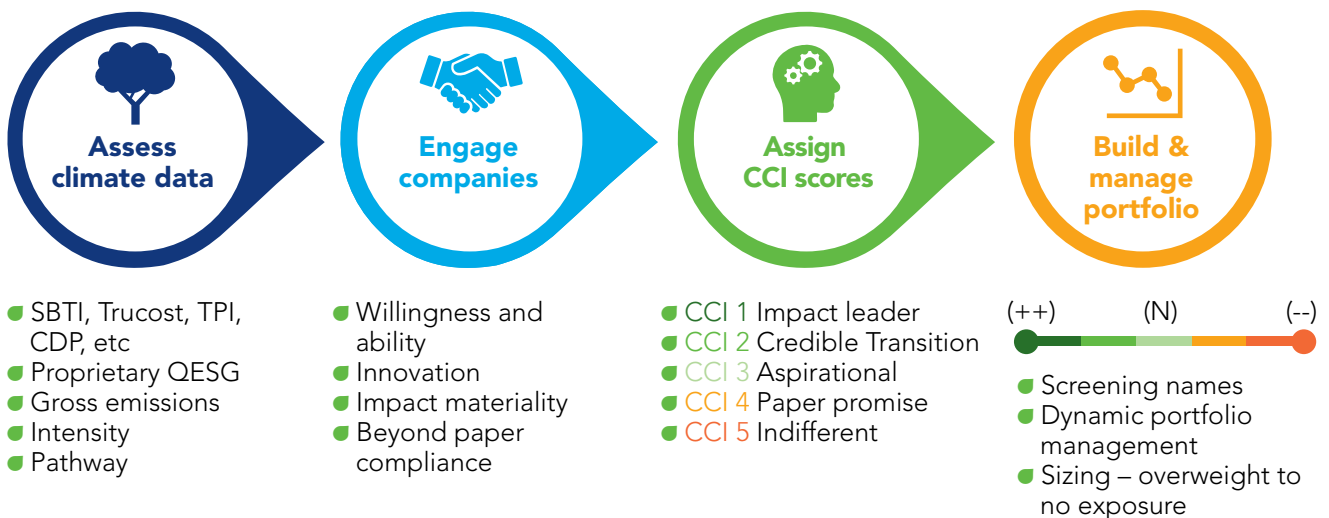 Assess
climate data
Engage
companies
Assign
CCI scores
Build &
manage
portfolio
SBTI, Trucost, TPI,
CDP, etc
Proprietary QESG
Gross emissions
Intensity
Pathway
Willingness and
ability
Innovation
Impact materiality
Beyond paper
compliance
CCI 1 Impact leader
CCI 2 Credible Transition
CCI 3 Aspirational
CCI 4 Paper promise
CCI 5 Indifferent
(++) (N) (--)
Screening names
Dynamic portfolio
management
Sizing – overweight to
no exposure